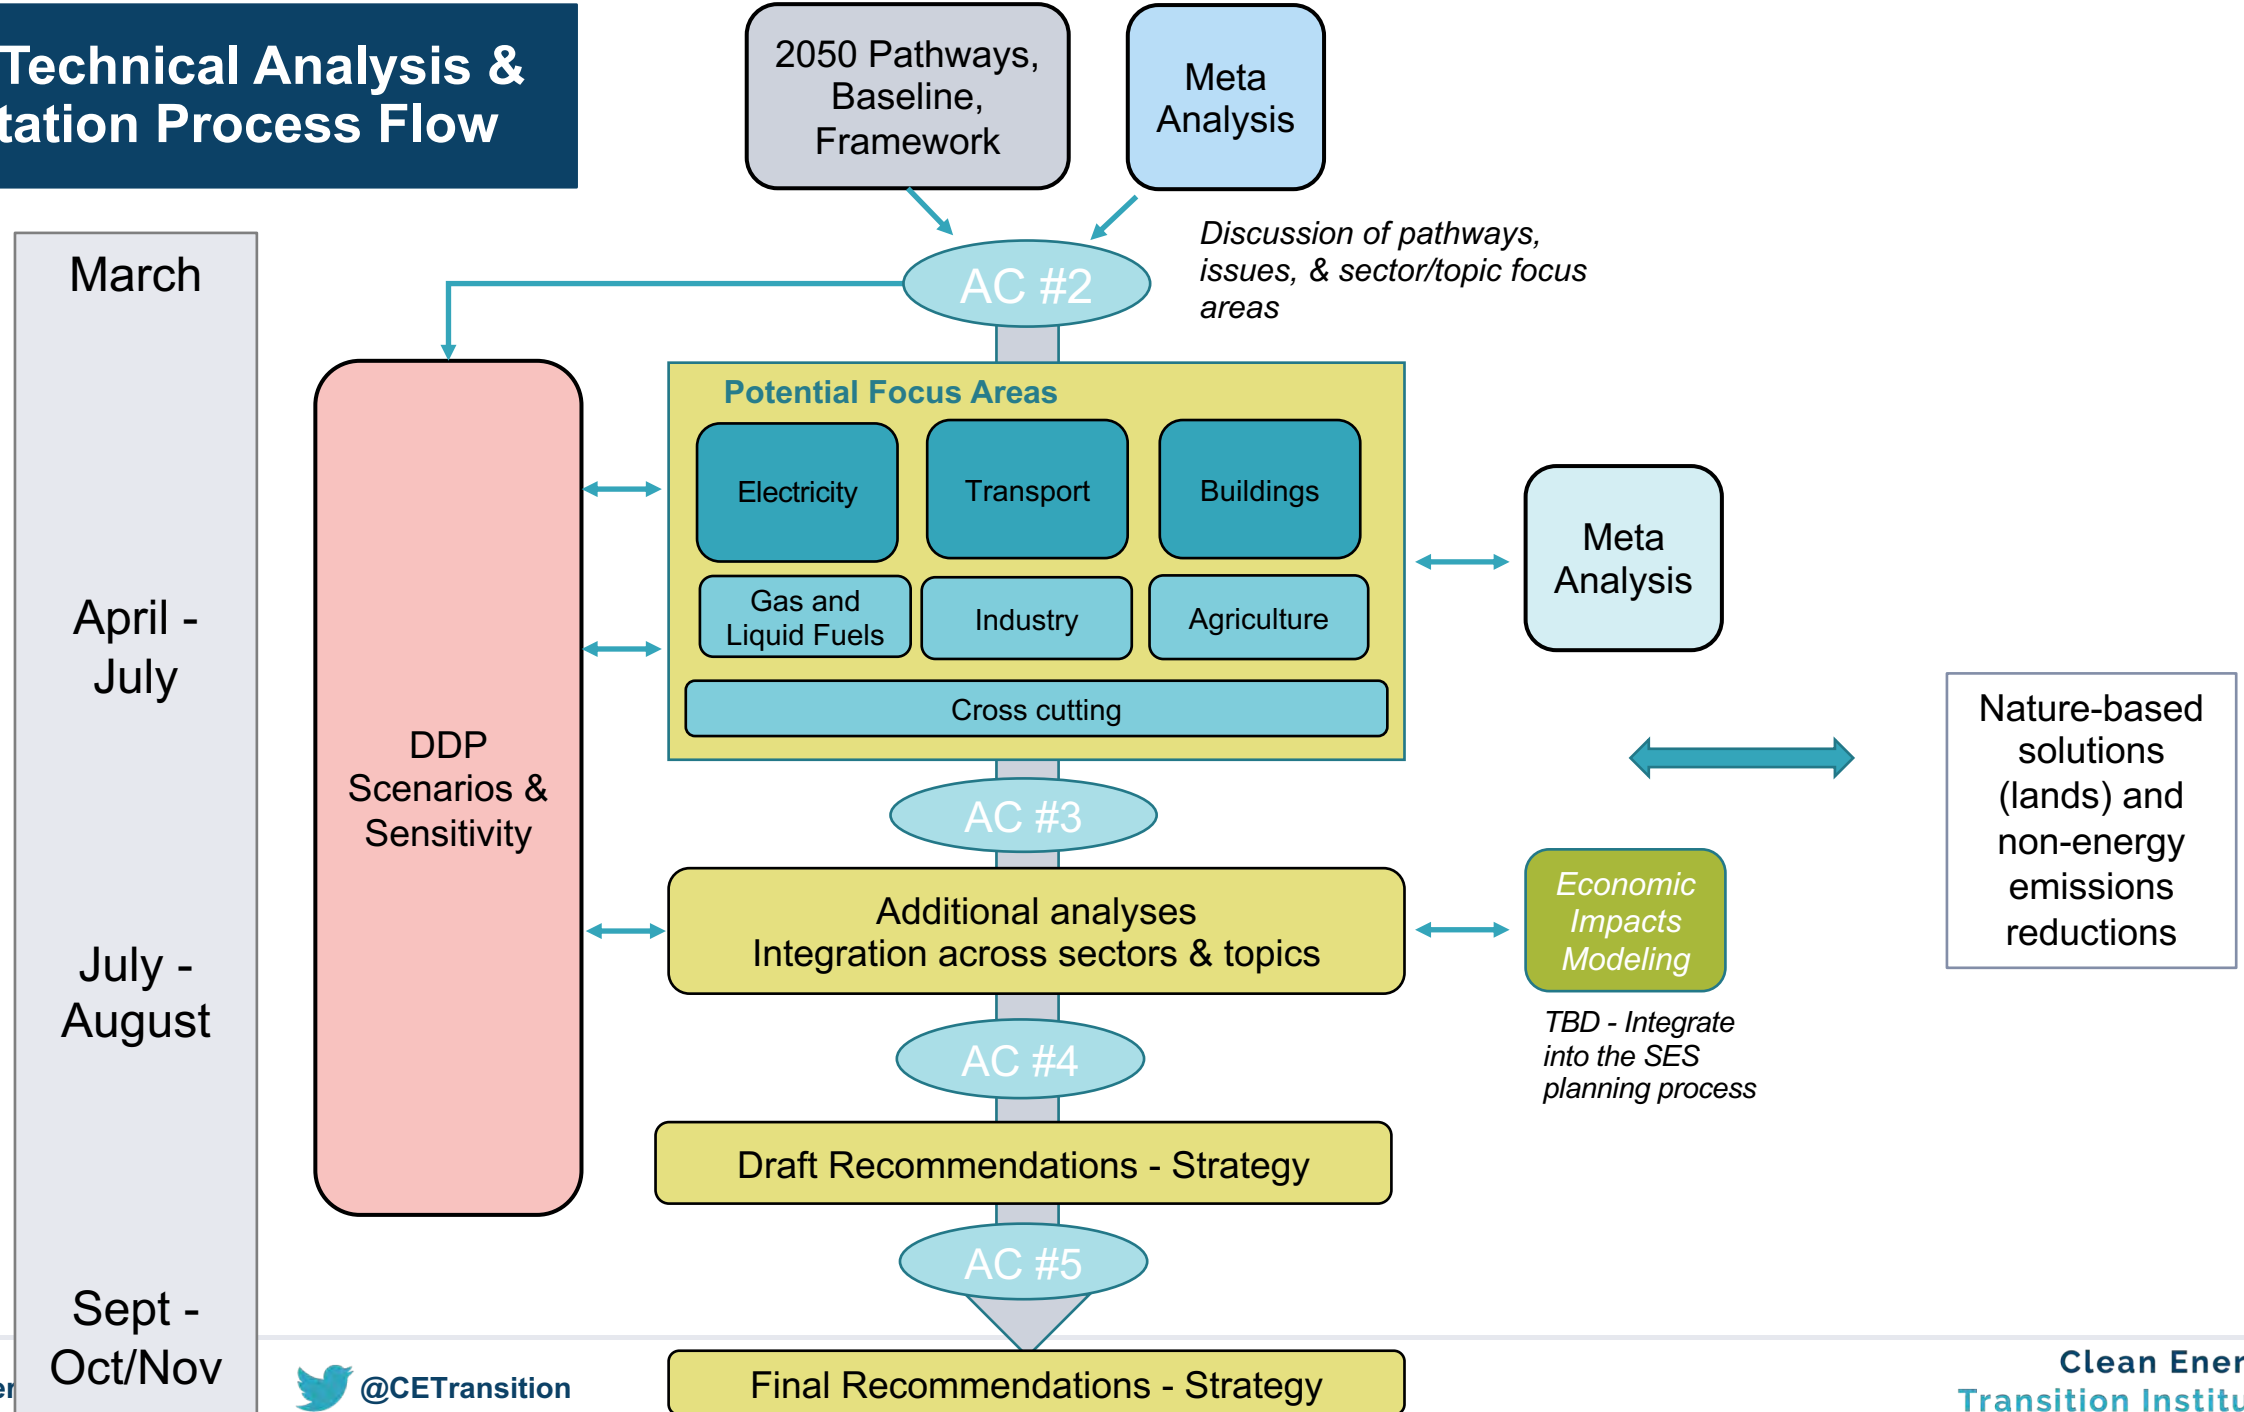 Technical Analysis &
tation Process Flow
2050 Pathways,
Baseline,
Framework
Meta
Analysis
Discussion of pathways,
issues, & sector/topic focus
areas
AC #2
March
April -
July
July -
August
Sept -
Oct/Nov
DDP
Scenarios &
Sensitivity
Potential Focus Areas
Electricity
Transport
Buildings
Gas and
Liquid Fuels
Industry
Agriculture
Cross cutting
Meta
Analysis
Nature-based
solutions
(lands) and
non-energy
emissions
reductions
AC #3
Additional analyses
Integration across sectors & topics
Economic
Impacts
Modeling
TBD - Integrate
into the SES
planning process
AC #4
Draft Recommendations - Strategy
AC #5
Final Recommendations - Strategy
@CETransition
Clean Ener
Transition Institu